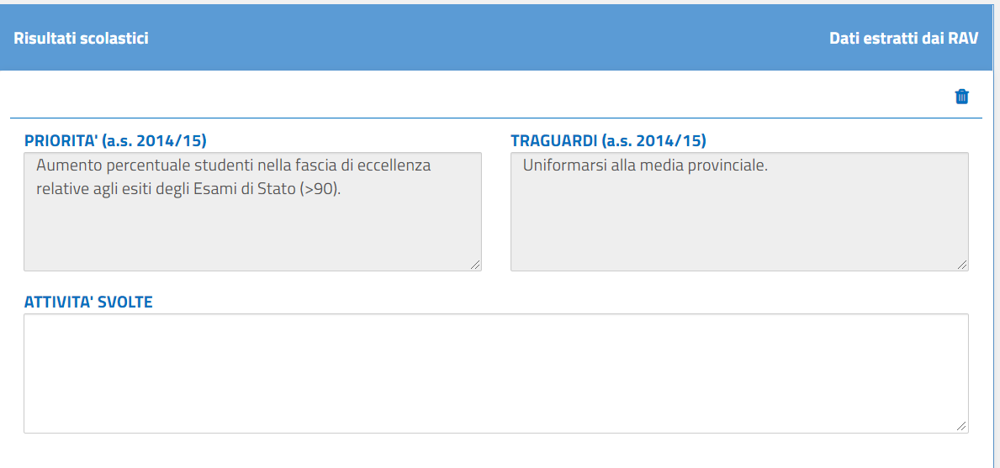 Risultati scolastici
Dati estratti dai RAV
PRIORITA' (a.s. 2014/15)
Aumento percentuale studenti nella fascia di eccellenza
relative agli esiti degli Esami di Stato (>90).
TRAGUARDI (a.s. 2014/15)
Uniformarsi alla media provinciale.
ATTIVITA' SVOLTE